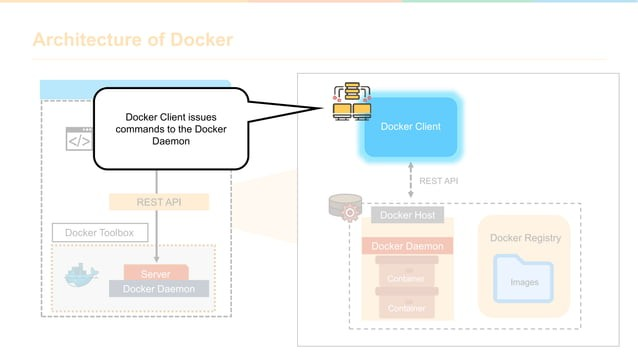 Architecture of Docker
Docker Client issues
commands to the Docker
Daemon
</>
REST API
Docker Toolbox
Server
Docker Daemon
Docker Client
REST API
Docker Host
Docker Daemon
Container
Container
Docker Registry
Images